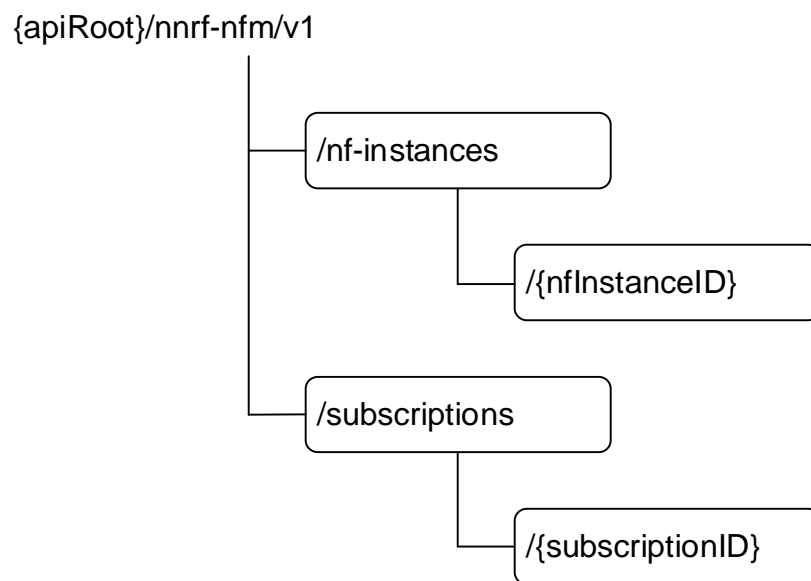 {apiRoot}/nnrf-nfm/v1
/nf-instances
/{nfInstanceID}
/subscriptions
/{subscriptionID}